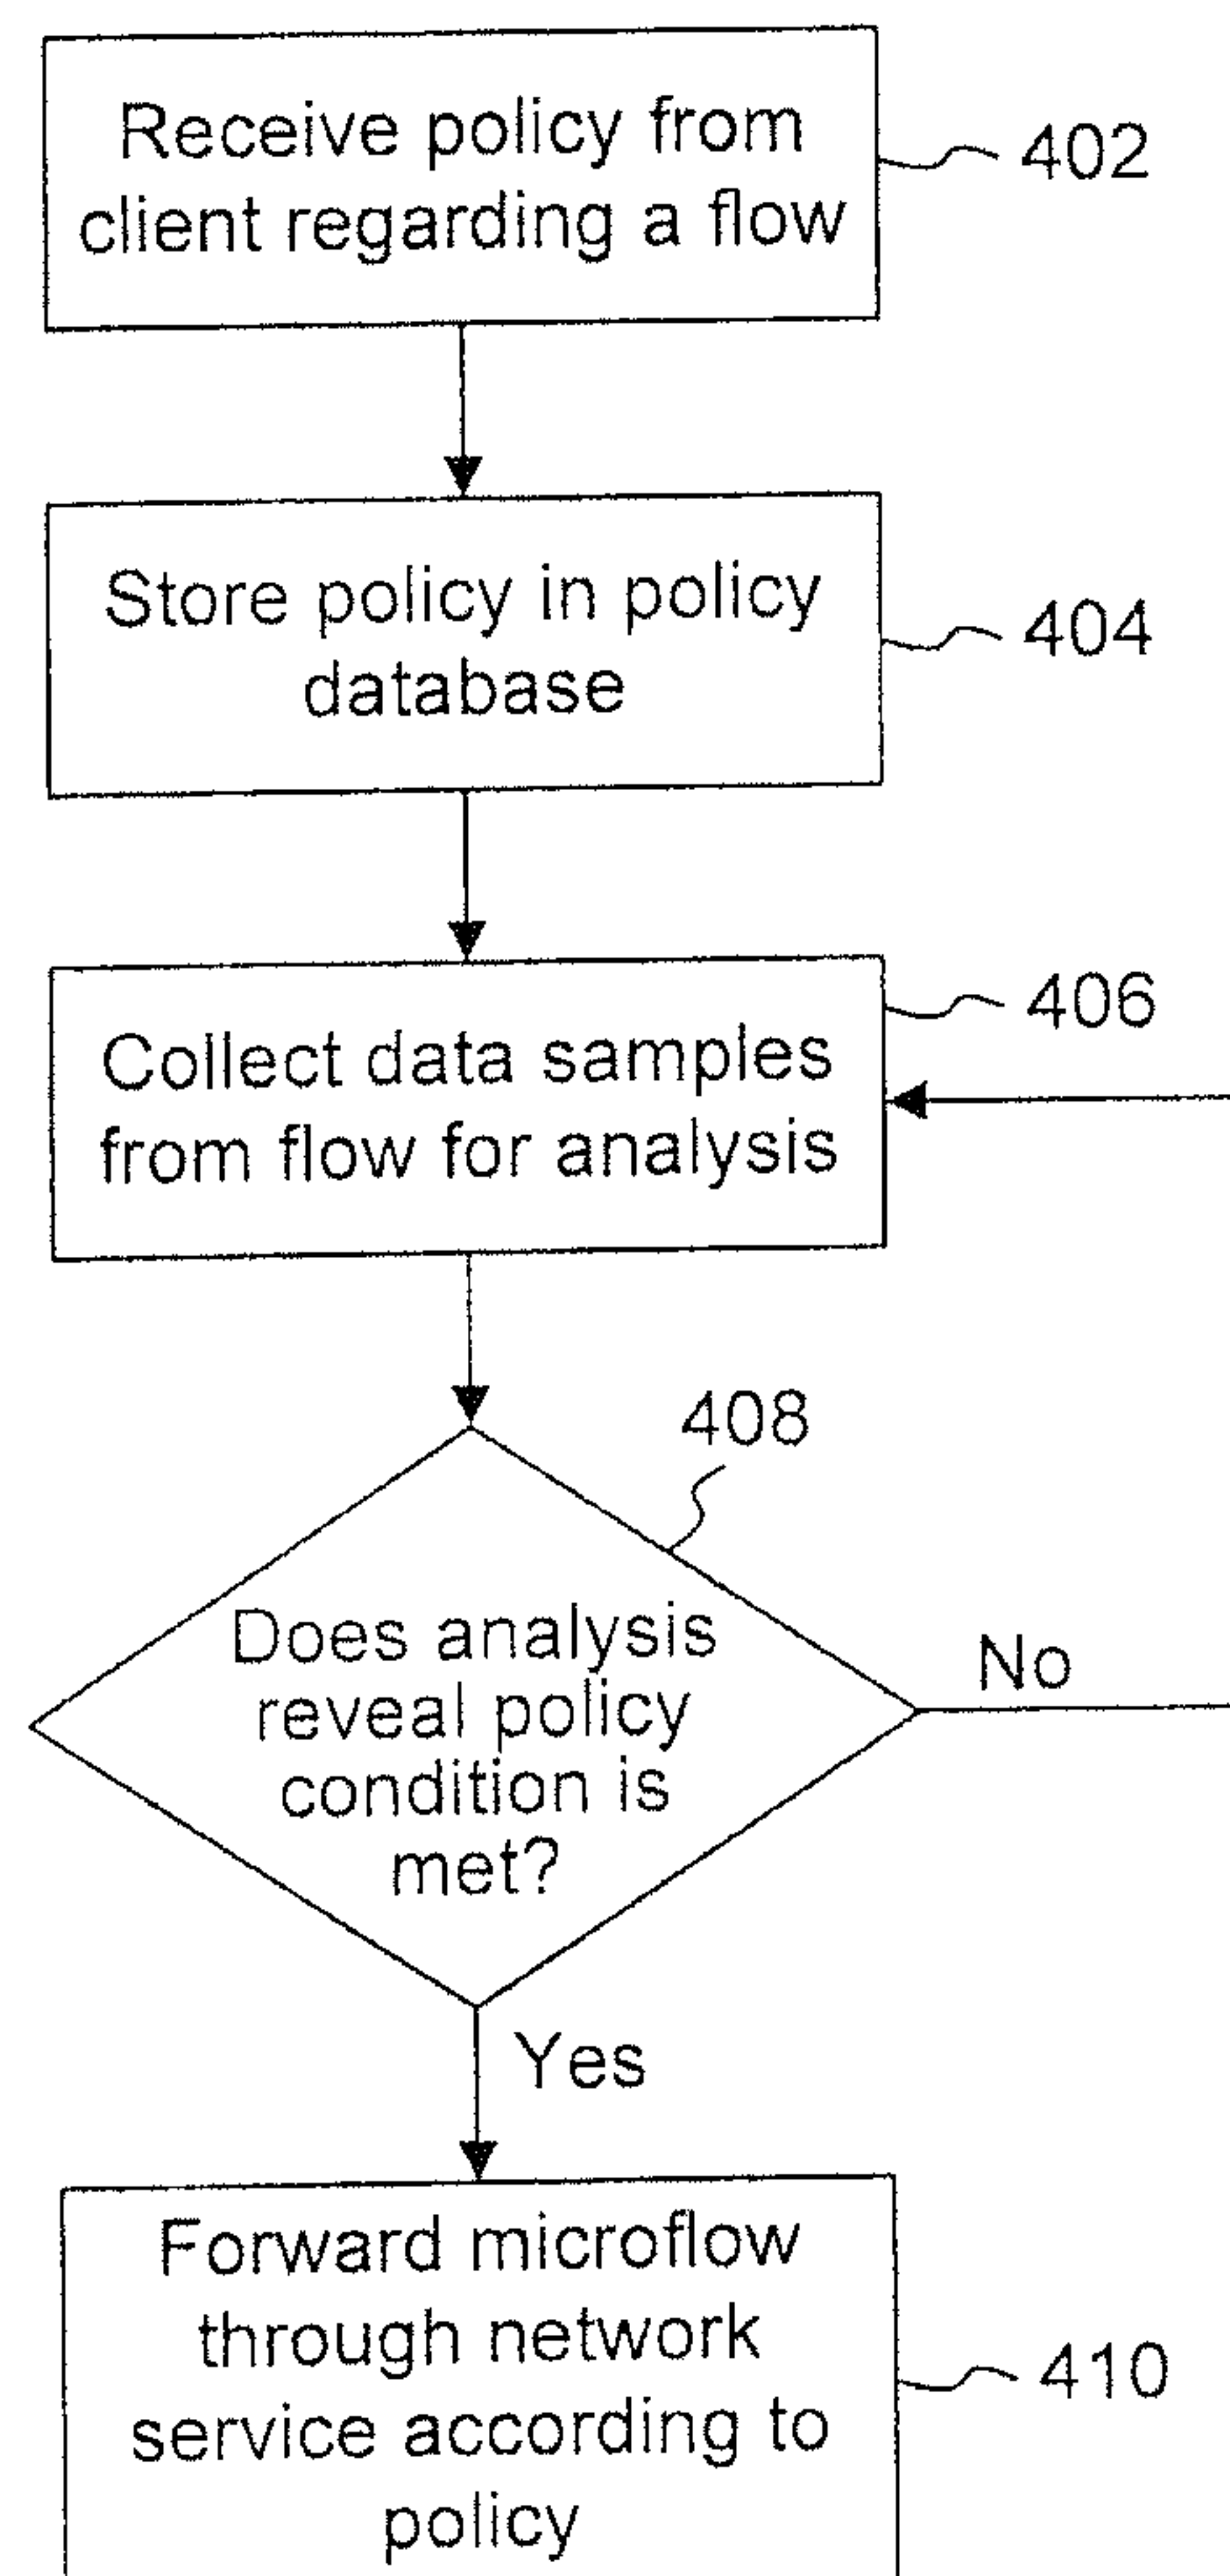 Receive policy from
client regarding a flow
402
Store policy in policy
database
404
406
Collect data samples
from flow for analysis
408
Does analysis
reveal policy
condition is
met?
No
Yes
Forward microflow
through network
service according to
policy
410